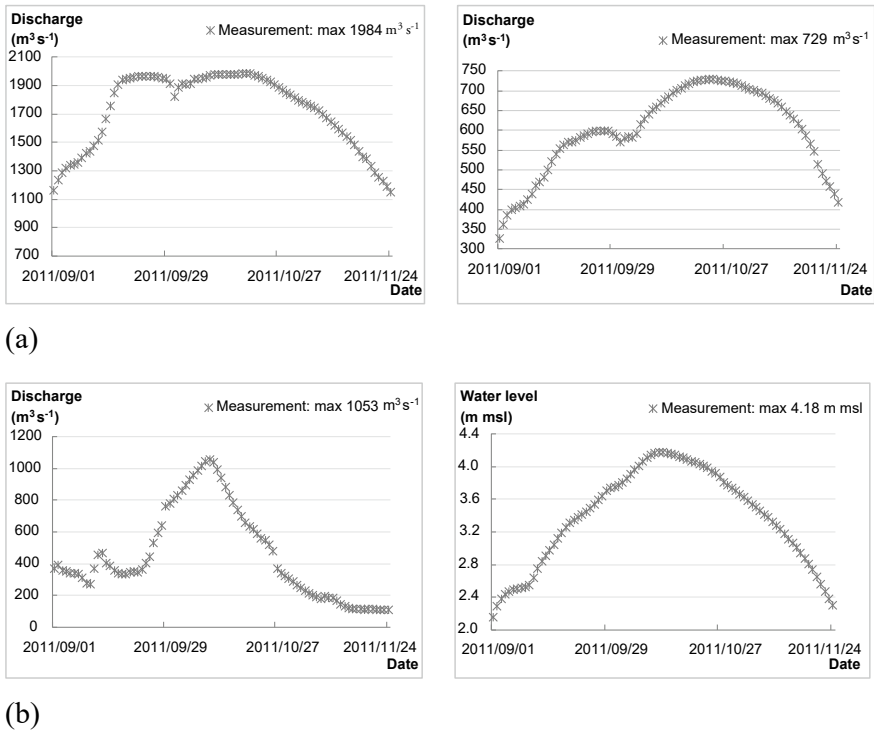 Discharge
(m³s⁻¹)
Measurement: max 1984 m³ s⁻¹
2100
1900
1700
1500
1300
1100
900
700
2011/09/01 2011/09/29 2011/10/27 2011/11/24
Date
Discharge
(m³s⁻¹)
Measurement: max 729 m³s⁻¹
750
700
650
600
550
500
450
400
350
300
2011/09/01 2011/09/29 2011/10/27 2011/11/24
Date
(a)
Discharge
(m³s⁻¹)
Measurement: max 1053 m³s⁻¹
1200
1000
800
600
400
200
0
2011/09/01 2011/09/29 2011/10/27 2011/11/24
Date
Water level
(m msl)
Measurement: max 4.18 m msl
4.4
4.0
3.6
3.2
2.8
2.4
2.0
2011/09/01 2011/09/29 2011/10/27 2011/11/24
Date
(b)